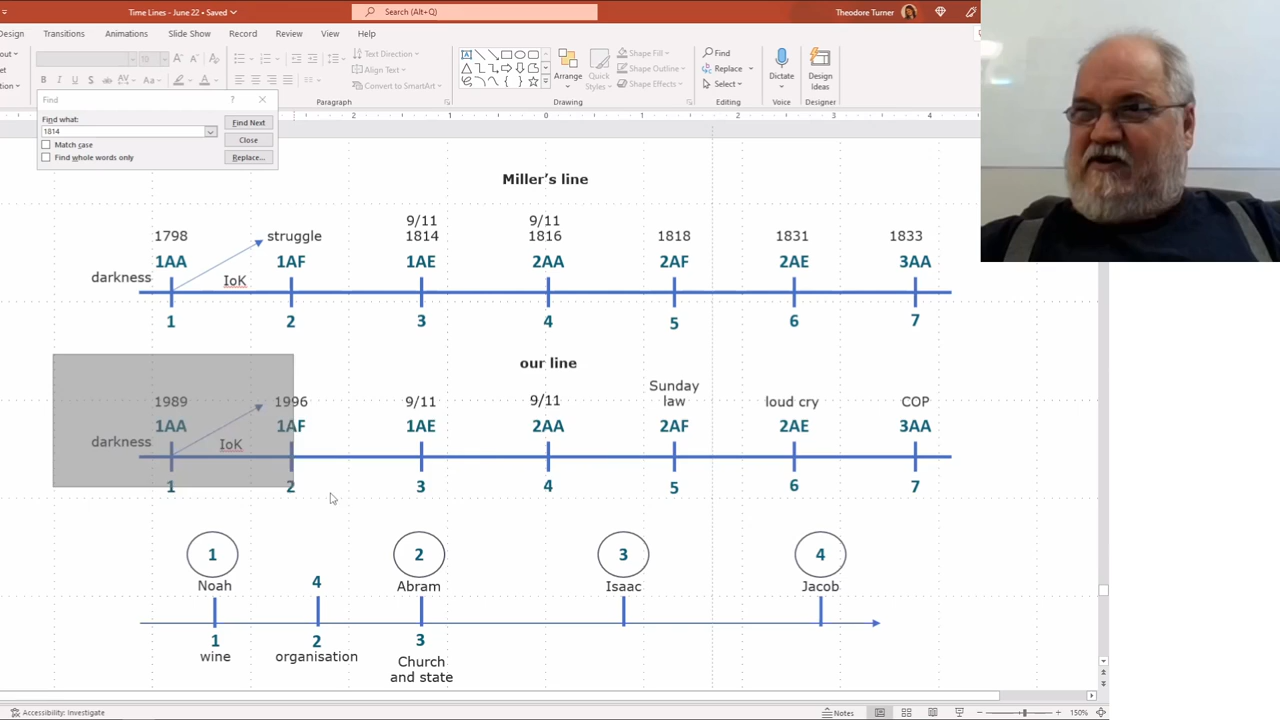 Time Lines - June 22 • Saved
Search (Alt+Q)
Theodore Turner
Design Transitions Animations Slide Show Record Review View Help
Text Direction
Align Text
Convert to SmartArt
Arrange
Quick Styles
Shape Fill
Shape Outline
Shape Effects
Find
Replace
Select
Dictate
Design Ideas
Paragraph Drawing Editing Voice Designer
Find ?
Find what:
1814
Find Next
Close
Replace...
Match case
Find whole words only
Miller's line
9/11 9/11
1798 struggle 1814 1816 1818 1831 1833
1AA 1AF 1AE 2AA 2AF 2AE 3AA
darkness IoK
1 2 3 4 5 6 7
our line
Sunday
1989 1996 9/11 9/11 law loud cry COP
1AA 1AF 1AE 2AA 2AF 2AE 3AA
darkness IoK
1 2 3 4 5 6 7
1 2 3 4
Noah 4 Abram Isaac Jacob
1 2 3
wine organisation Church
and state
Accessibility: Investigate
Notes
150%